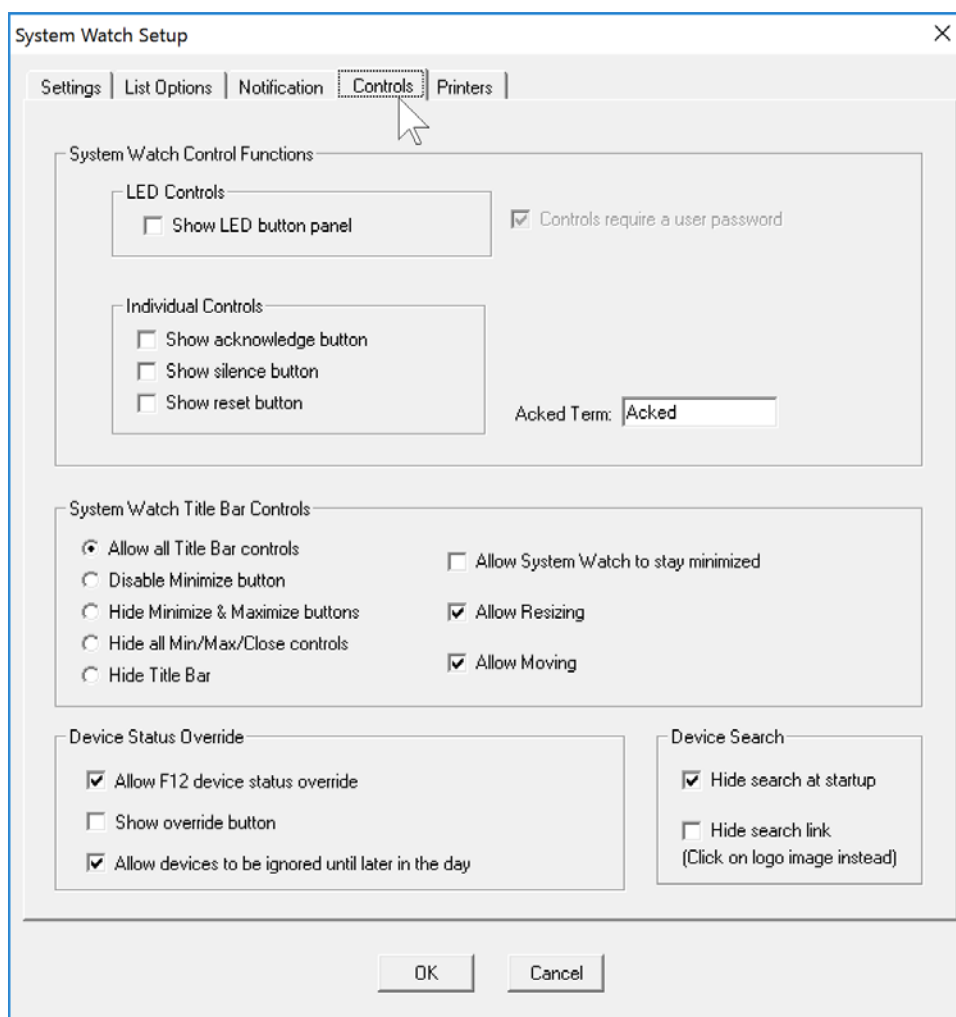 System Watch Setup
Settings
List Options
Notification
Controls
Printers
System Watch Control Functions
LED Controls
Show LED button panel
Controls require a user password
Individual Controls
Show acknowledge button
Show silence button
Show reset button
Acked Term: Acked
System Watch Title Bar Controls
Allow all Title Bar controls
Disable Minimize button
Hide Minimize & Maximize buttons
Hide all Min/Max/Close controls
Hide Title Bar
Allow System Watch to stay minimized
Allow Resizing
Allow Moving
Device Status Override
Allow F12 device status override
Show override button
Allow devices to be ignored until later in the day
Device Search
Hide search at startup
Hide search link
(Click on logo image instead)
OK
Cancel